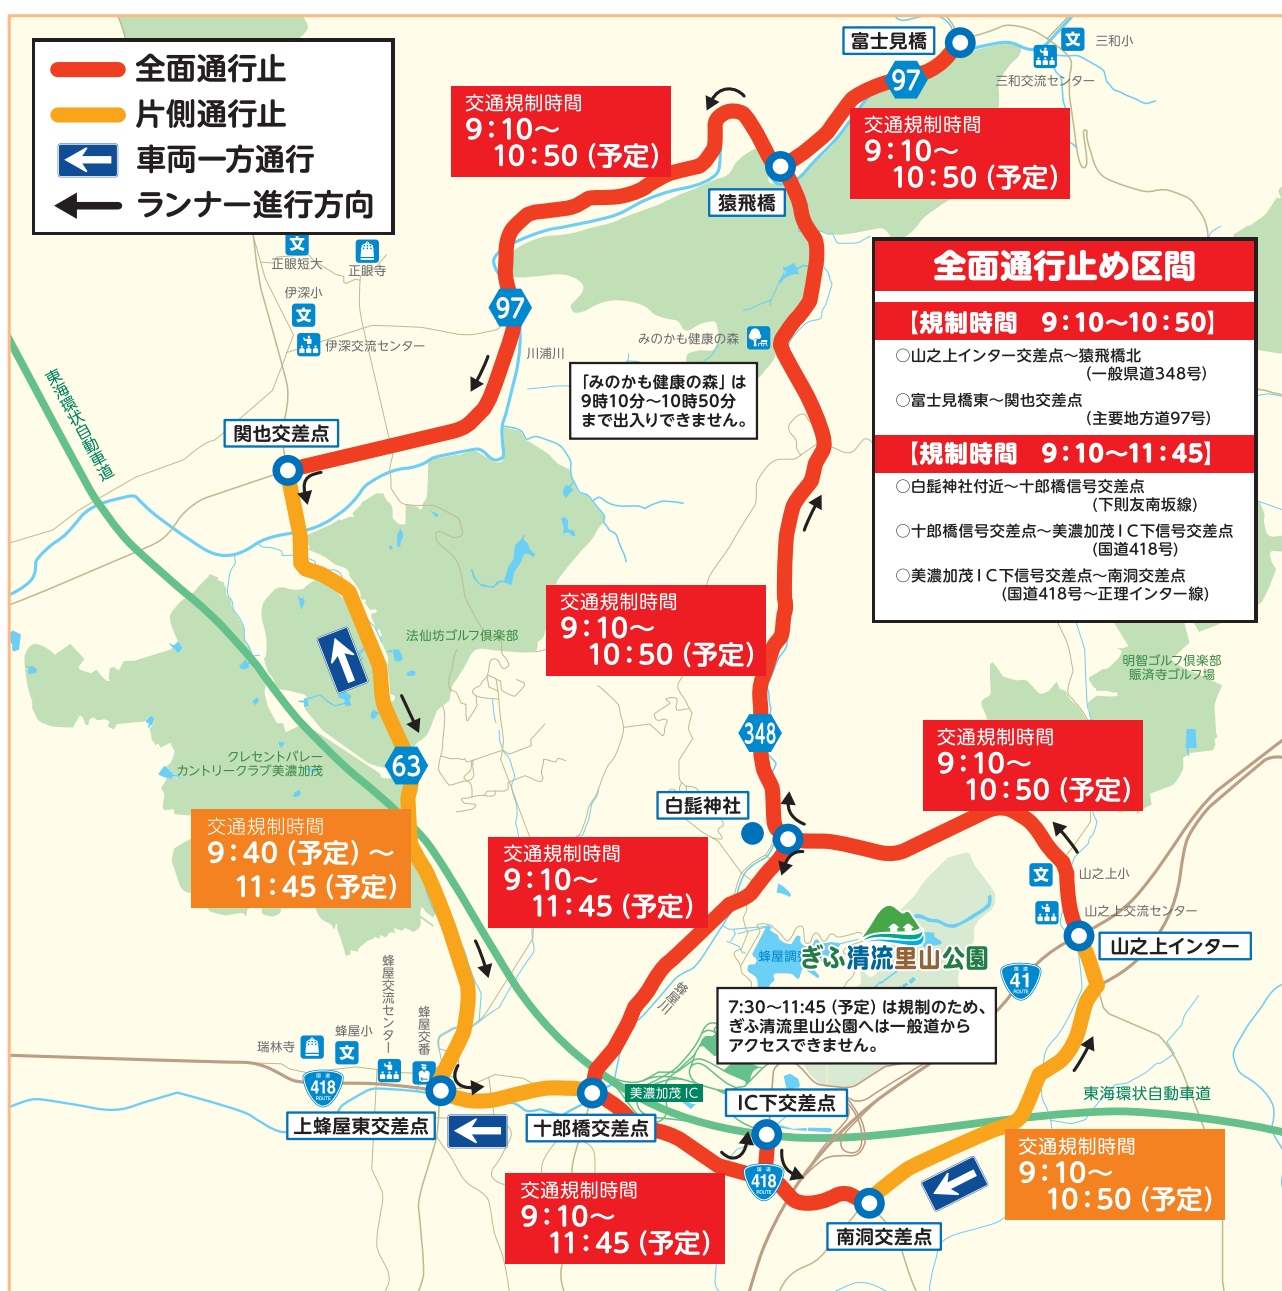 全面通行止
片側通行止
車両一方通行
ランナー進行方向
富士見橋
97
三和小
三和交流センター
交通規制時間
9：10～
10：50（予定）
交通規制時間
9：10～
10：50（予定）
猿飛橋
正眼短大
正眼寺
伊深小
伊深交流センター
97
川浦川
みのかも健康の森
「みのかも健康の森」は
9時10分～10時50分
まで出入りできません。
全面通行止め区間
【規制時間　9：10～10：50】
○山之上インター交差点～猿飛橋北
(一般県道348号)
○富士見橋東～関也交差点
(主要地方道97号)
【規制時間　9：10～11：45】
○白髭神社付近～十郎橋信号交差点
(下則友南坂線)
○十郎橋信号交差点～美濃加茂IC下信号交差点
(国道418号)
○美濃加茂IC下信号交差点～南洞交差点
(国道418号～正理インター線)
東海環状自動車道
関也交差点
交通規制時間
9：10～
10：50（予定）
法仙坊ゴルフ倶楽部
明智ゴルフ倶楽部
賑済寺ゴルフ場
348
クレセントバレー
カントリークラブ美濃加茂
63
交通規制時間
9：10～
10：50（予定）
白髭神社
交通規制時間
9：40（予定）～
11：45（予定）
交通規制時間
9：10～
11：45（予定）
山之上小
山之上交流センター
山之上インター
蜂屋調
ぎふ清流里山公園
国道
41
ROUTE
蜂屋川
7:30～11:45（予定）は規制のため、
ぎふ清流里山公園へは一般道から
アクセスできません。
蜂屋交流センター
蜂屋交番
蜂屋小
瑞林寺
国道
418
ROUTE
美濃加茂IC
IC下交差点
東海環状自動車道
上蜂屋東交差点
十郎橋交差点
交通規制時間
9：10～
10：50（予定）
国道
418
ROUTE
交通規制時間
9：10～
11：45（予定）
南洞交差点